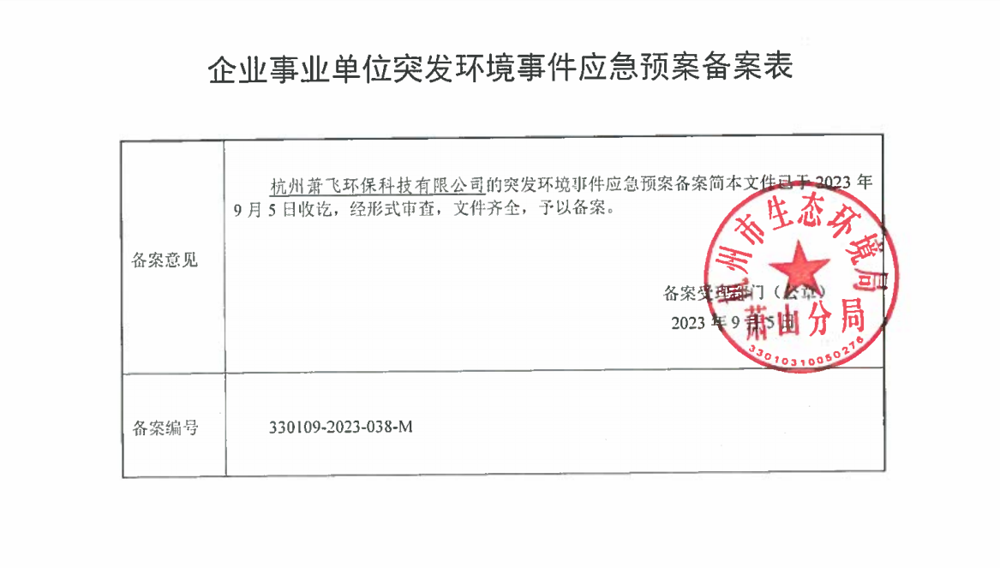 企业事业单位突发环境事件应急预案备案表
杭州萧飞环保科技有限公司的突发环境事件应急预案备案简本文件已于 2023 年
9 月 5 日收讫，经形式审查，文件齐全，予以备案。
备案意见
备案受理部门（公章）
2023 年 9 月 5 日
杭州市生态环境局
萧山分局
33010310050276
备案编号
330109-2023-038-M